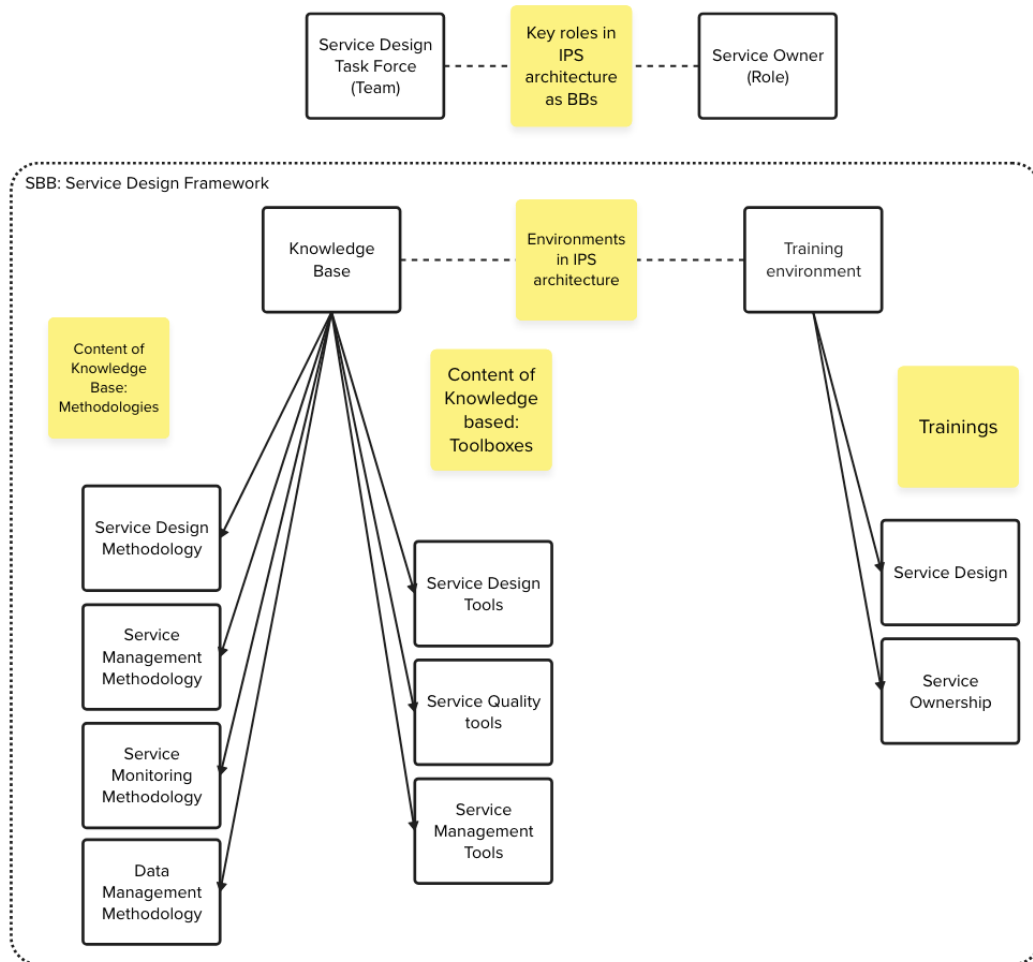 Service Design
Task Force
(Team)
Key roles in
IPS
architecture
as BBs
Service Owner
(Role)
SBB: Service Design Framework
Knowledge
Base
Environments
in IPS
architecture
Training
environment
Content of
Knowledge
Base:
Methodologies
Content of
Knowledge
based:
Toolboxes
Trainings
Service Design
Methodology
Service
Management
Methodology
Service
Monitoring
Methodology
Data
Management
Methodology
Service Design
Tools
Service Quality
tools
Service
Management
Tools
Service Design
Service
Ownership